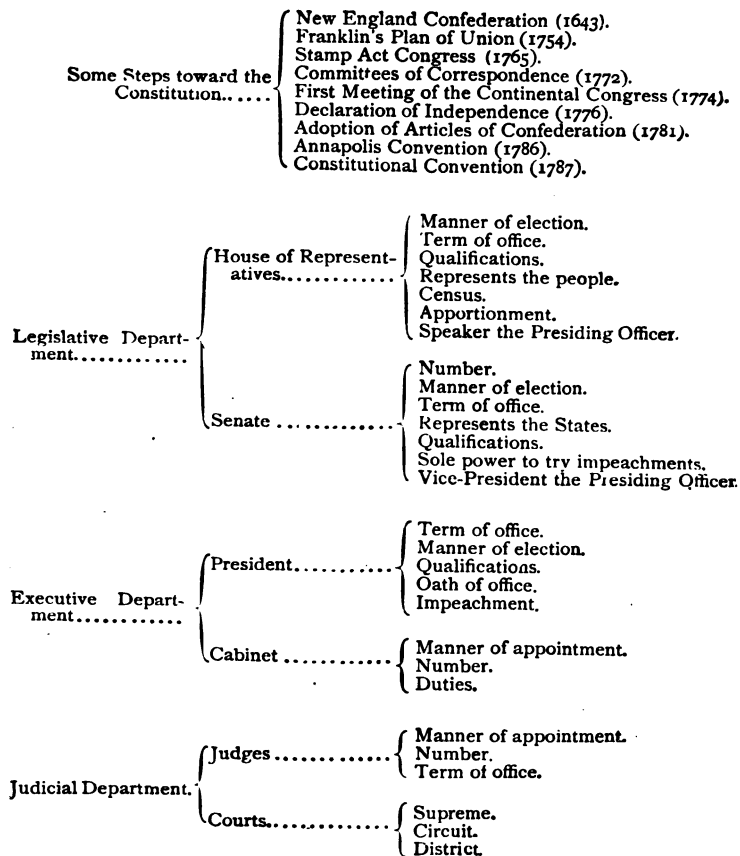 Some Steps toward the
Constitution......
New England Confederation (1643).
Franklin's Plan of Union (1754).
Stamp Act Congress (1765).
Committees of Correspondence (1772).
First Meeting of the Continental Congress (1774).
Declaration of Independence (1776).
Adoption of Articles of Confederation (1781).
Annapolis Convention (1786).
Constitutional Convention (1787).
Legislative Depart-
ment.............
House of Represent-
atives..............
Manner of election.
Term of office.
Qualifications.
Represents the people.
Census.
Apportionment.
Speaker the Presiding Officer.
Senate ..............
Number.
Manner of election.
Term of office.
Represents the States.
Qualifications.
Sole power to try impeachments.
Vice-President the Presiding Officer.
Executive Depart-
ment.............
President............
Term of office.
Manner of election.
Qualifications.
Oath of office.
Impeachment.
Cabinet .............
Manner of appointment.
Number.
Duties.
Judicial Department.
Judges ..............
Manner of appointment.
Number.
Term of office.
Courts...............
Supreme.
Circuit.
District.